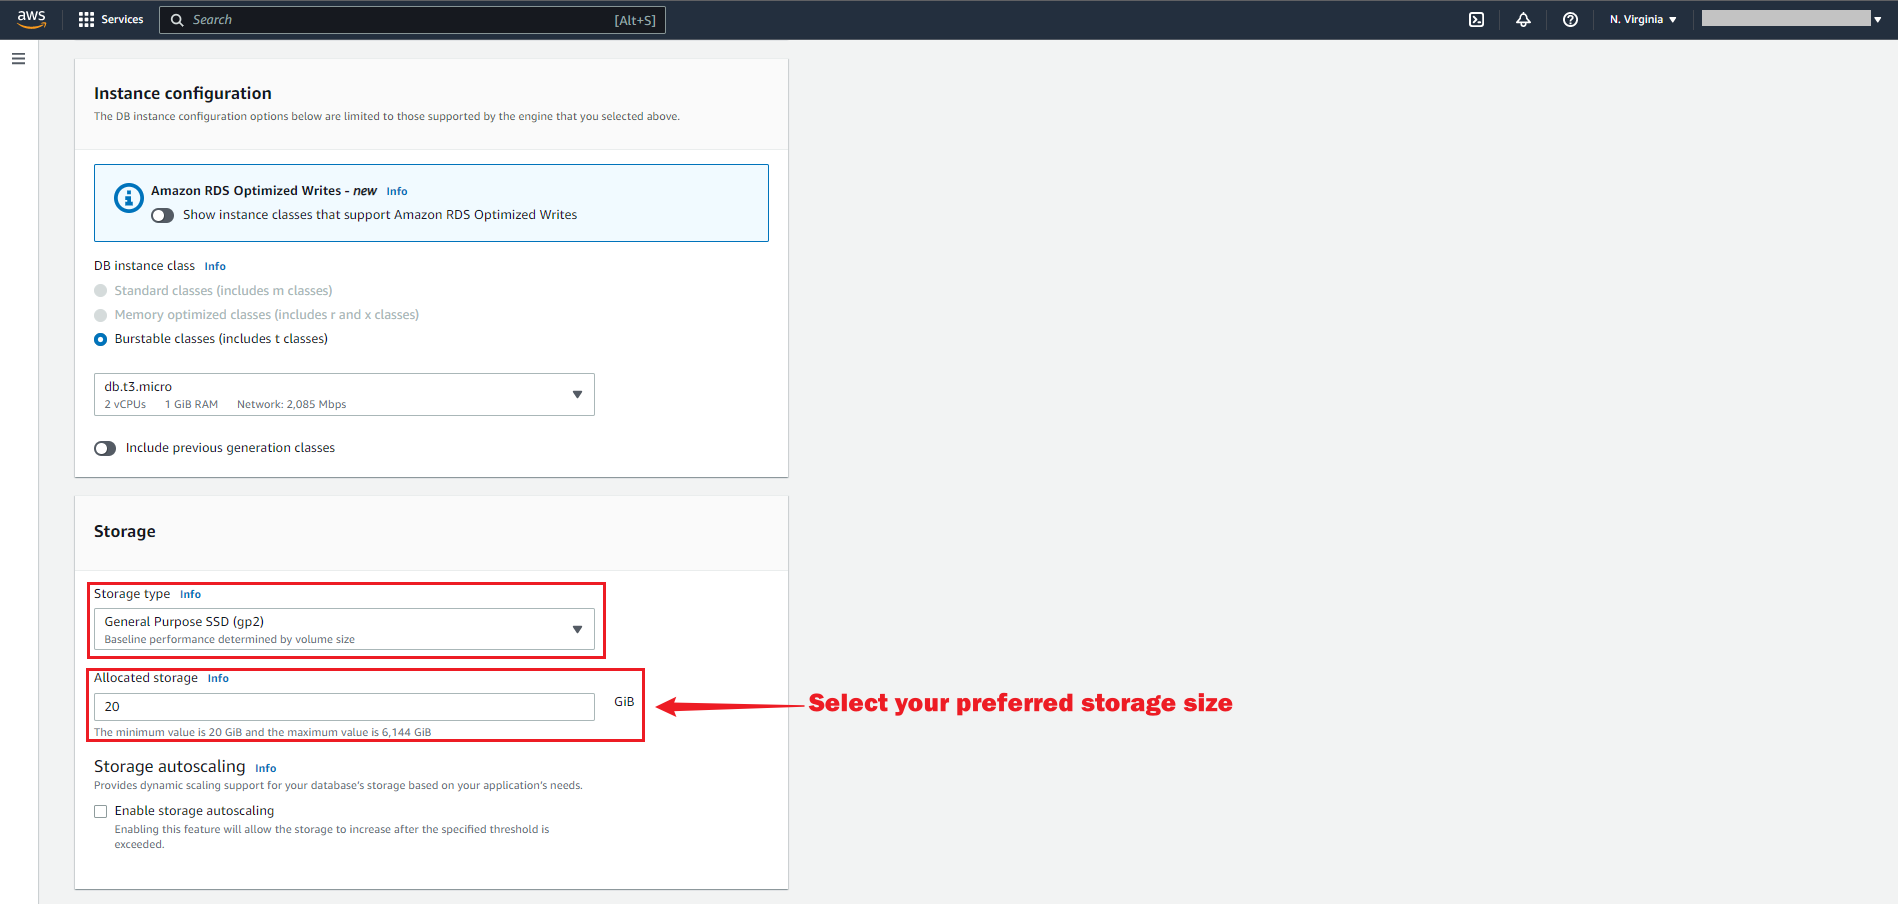 aws
Services
Search
[Alt+S]
N. Virginia
Instance configuration
The DB instance configuration options below are limited to those supported by the engine that you selected above.
Amazon RDS Optimized Writes - new Info
Show instance classes that support Amazon RDS Optimized Writes
DB instance class Info
Standard classes (includes m classes)
Memory optimized classes (includes r and x classes)
Burstable classes (includes t classes)
db.t3.micro
2 vCPUs 1 GiB RAM Network: 2,085 Mbps
Include previous generation classes
Storage
Storage type Info
General Purpose SSD (gp2)
Baseline performance determined by volume size
Allocated storage Info
20
GiB
Select your preferred storage size
The minimum value is 20 GiB and the maximum value is 6,144 GiB
Storage autoscaling Info
Provides dynamic scaling support for your database's storage based on your application's needs.
Enable storage autoscaling
Enabling this feature will allow the storage to increase after the specified threshold is
exceeded.